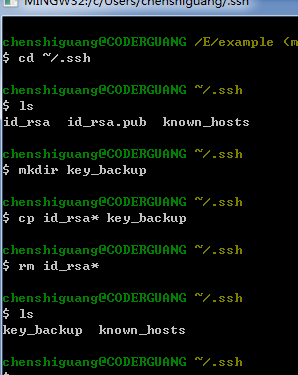 MINGW32:/c/Users/chenshiguang/.ssh
chenshiguang@CODERGUANG /E/example (m
$ cd ~/.ssh
chenshiguang@CODERGUANG ~/.ssh
$ ls
id_rsa  id_rsa.pub  known_hosts
chenshiguang@CODERGUANG ~/.ssh
$ mkdir key_backup
chenshiguang@CODERGUANG ~/.ssh
$ cp id_rsa* key_backup
chenshiguang@CODERGUANG ~/.ssh
$ rm id_rsa*
chenshiguang@CODERGUANG ~/.ssh
$ ls
key_backup  known_hosts
chenshiguang@CODERGUANG ~/.ssh
$